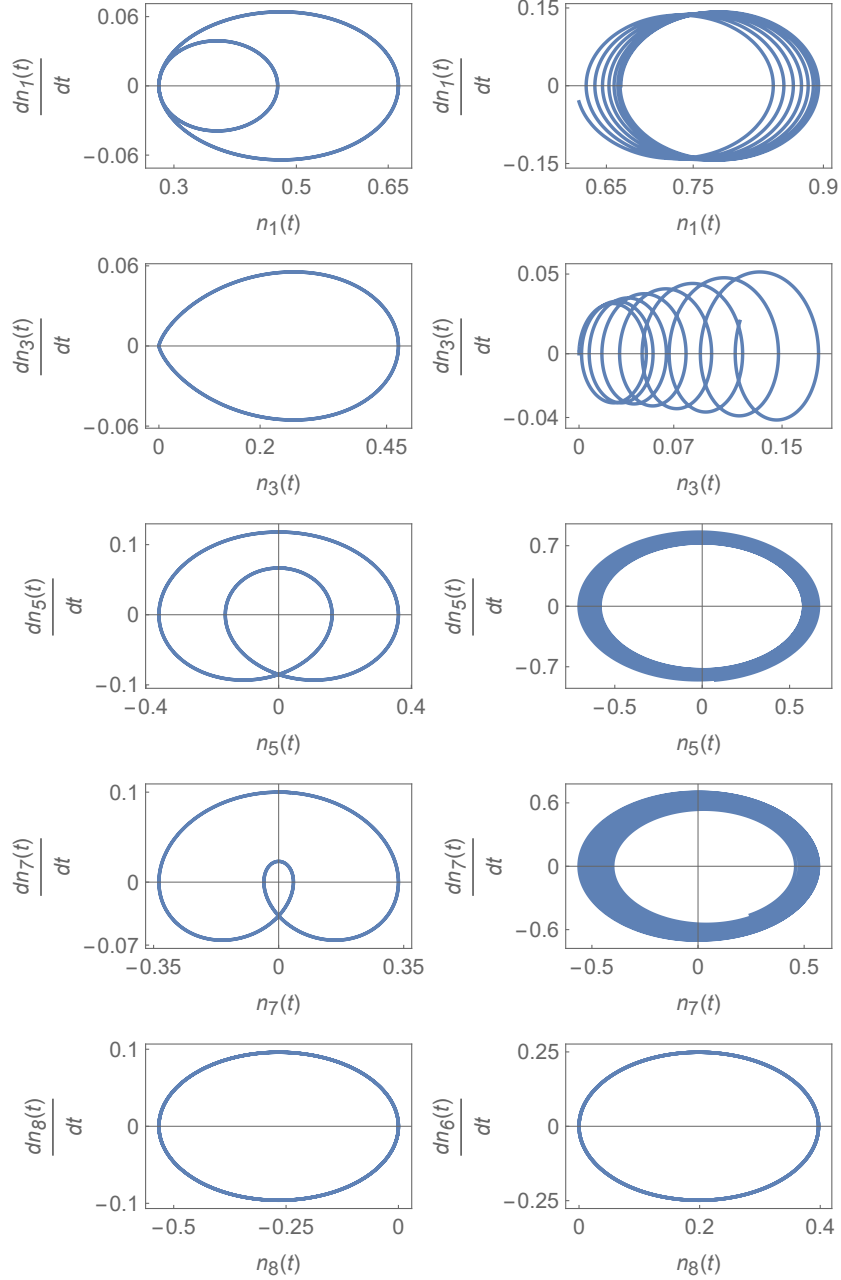 0.06
0
-0.06
0.3 0.5 0.65
dn1(t)
dt
n1(t)
0.15
0
-0.15
0.65 0.75 0.9
dn1(t)
dt
n1(t)
0.06
0
-0.06
0 0.2 0.45
dn3(t)
dt
n3(t)
0.05
0
-0.04
0 0.07 0.15
dn3(t)
dt
n3(t)
0.1
0
-0.1
-0.4 0 0.4
dn5(t)
dt
n5(t)
0.7
0
-0.7
-0.5 0 0.5
dn5(t)
dt
n5(t)
0.1
0
-0.07
-0.35 0 0.35
dn7(t)
dt
n7(t)
0.6
0
-0.6
-0.5 0 0.5
dn7(t)
dt
n7(t)
0.1
0
-0.1
-0.5 -0.25 0
dn8(t)
dt
n8(t)
0.25
0
-0.25
0 0.2 0.4
dn6(t)
dt
n8(t)